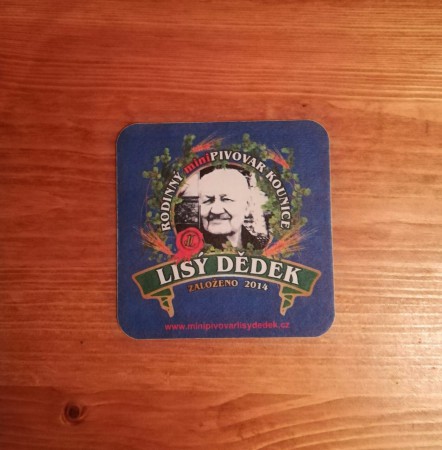 RODINNÝ miniPIVOVAR KOUNICE
LISÝ DĚDEK
ZALOŽENO 2014
www.minipivovarlisydedek.cz